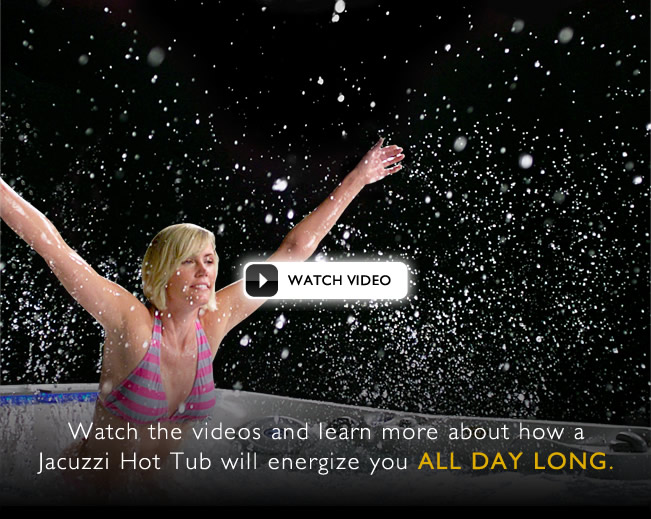 WATCH VIDEO
Watch the videos and learn more about how a
Jacuzzi Hot Tub will energize you ALL DAY LONG.